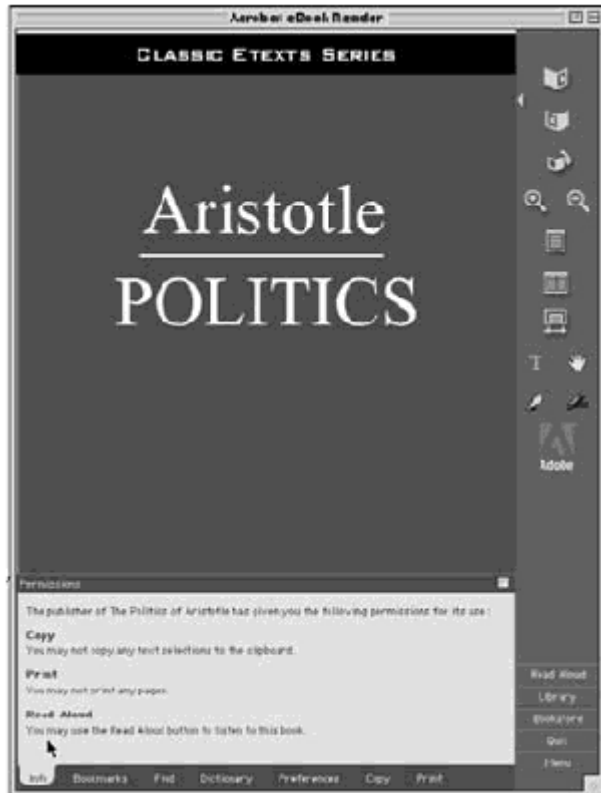 Acrobat eBook Reader
CLASSIC ETEXTS SERIES
Aristotle
POLITICS
T
Adobe
Permissions
The publisher of The Politics of Aristotle has given you the following permissions for its use:
Copy
You may not copy any text selections to the clipboard.
Print
You may not print any pages.
Read Aloud
You may use the Read Aloud button to listen to this book.
Read Aloud
Library
Bookstore
Quit
Menu
Info Bookmarks Find Dictionary Preferences Copy Print